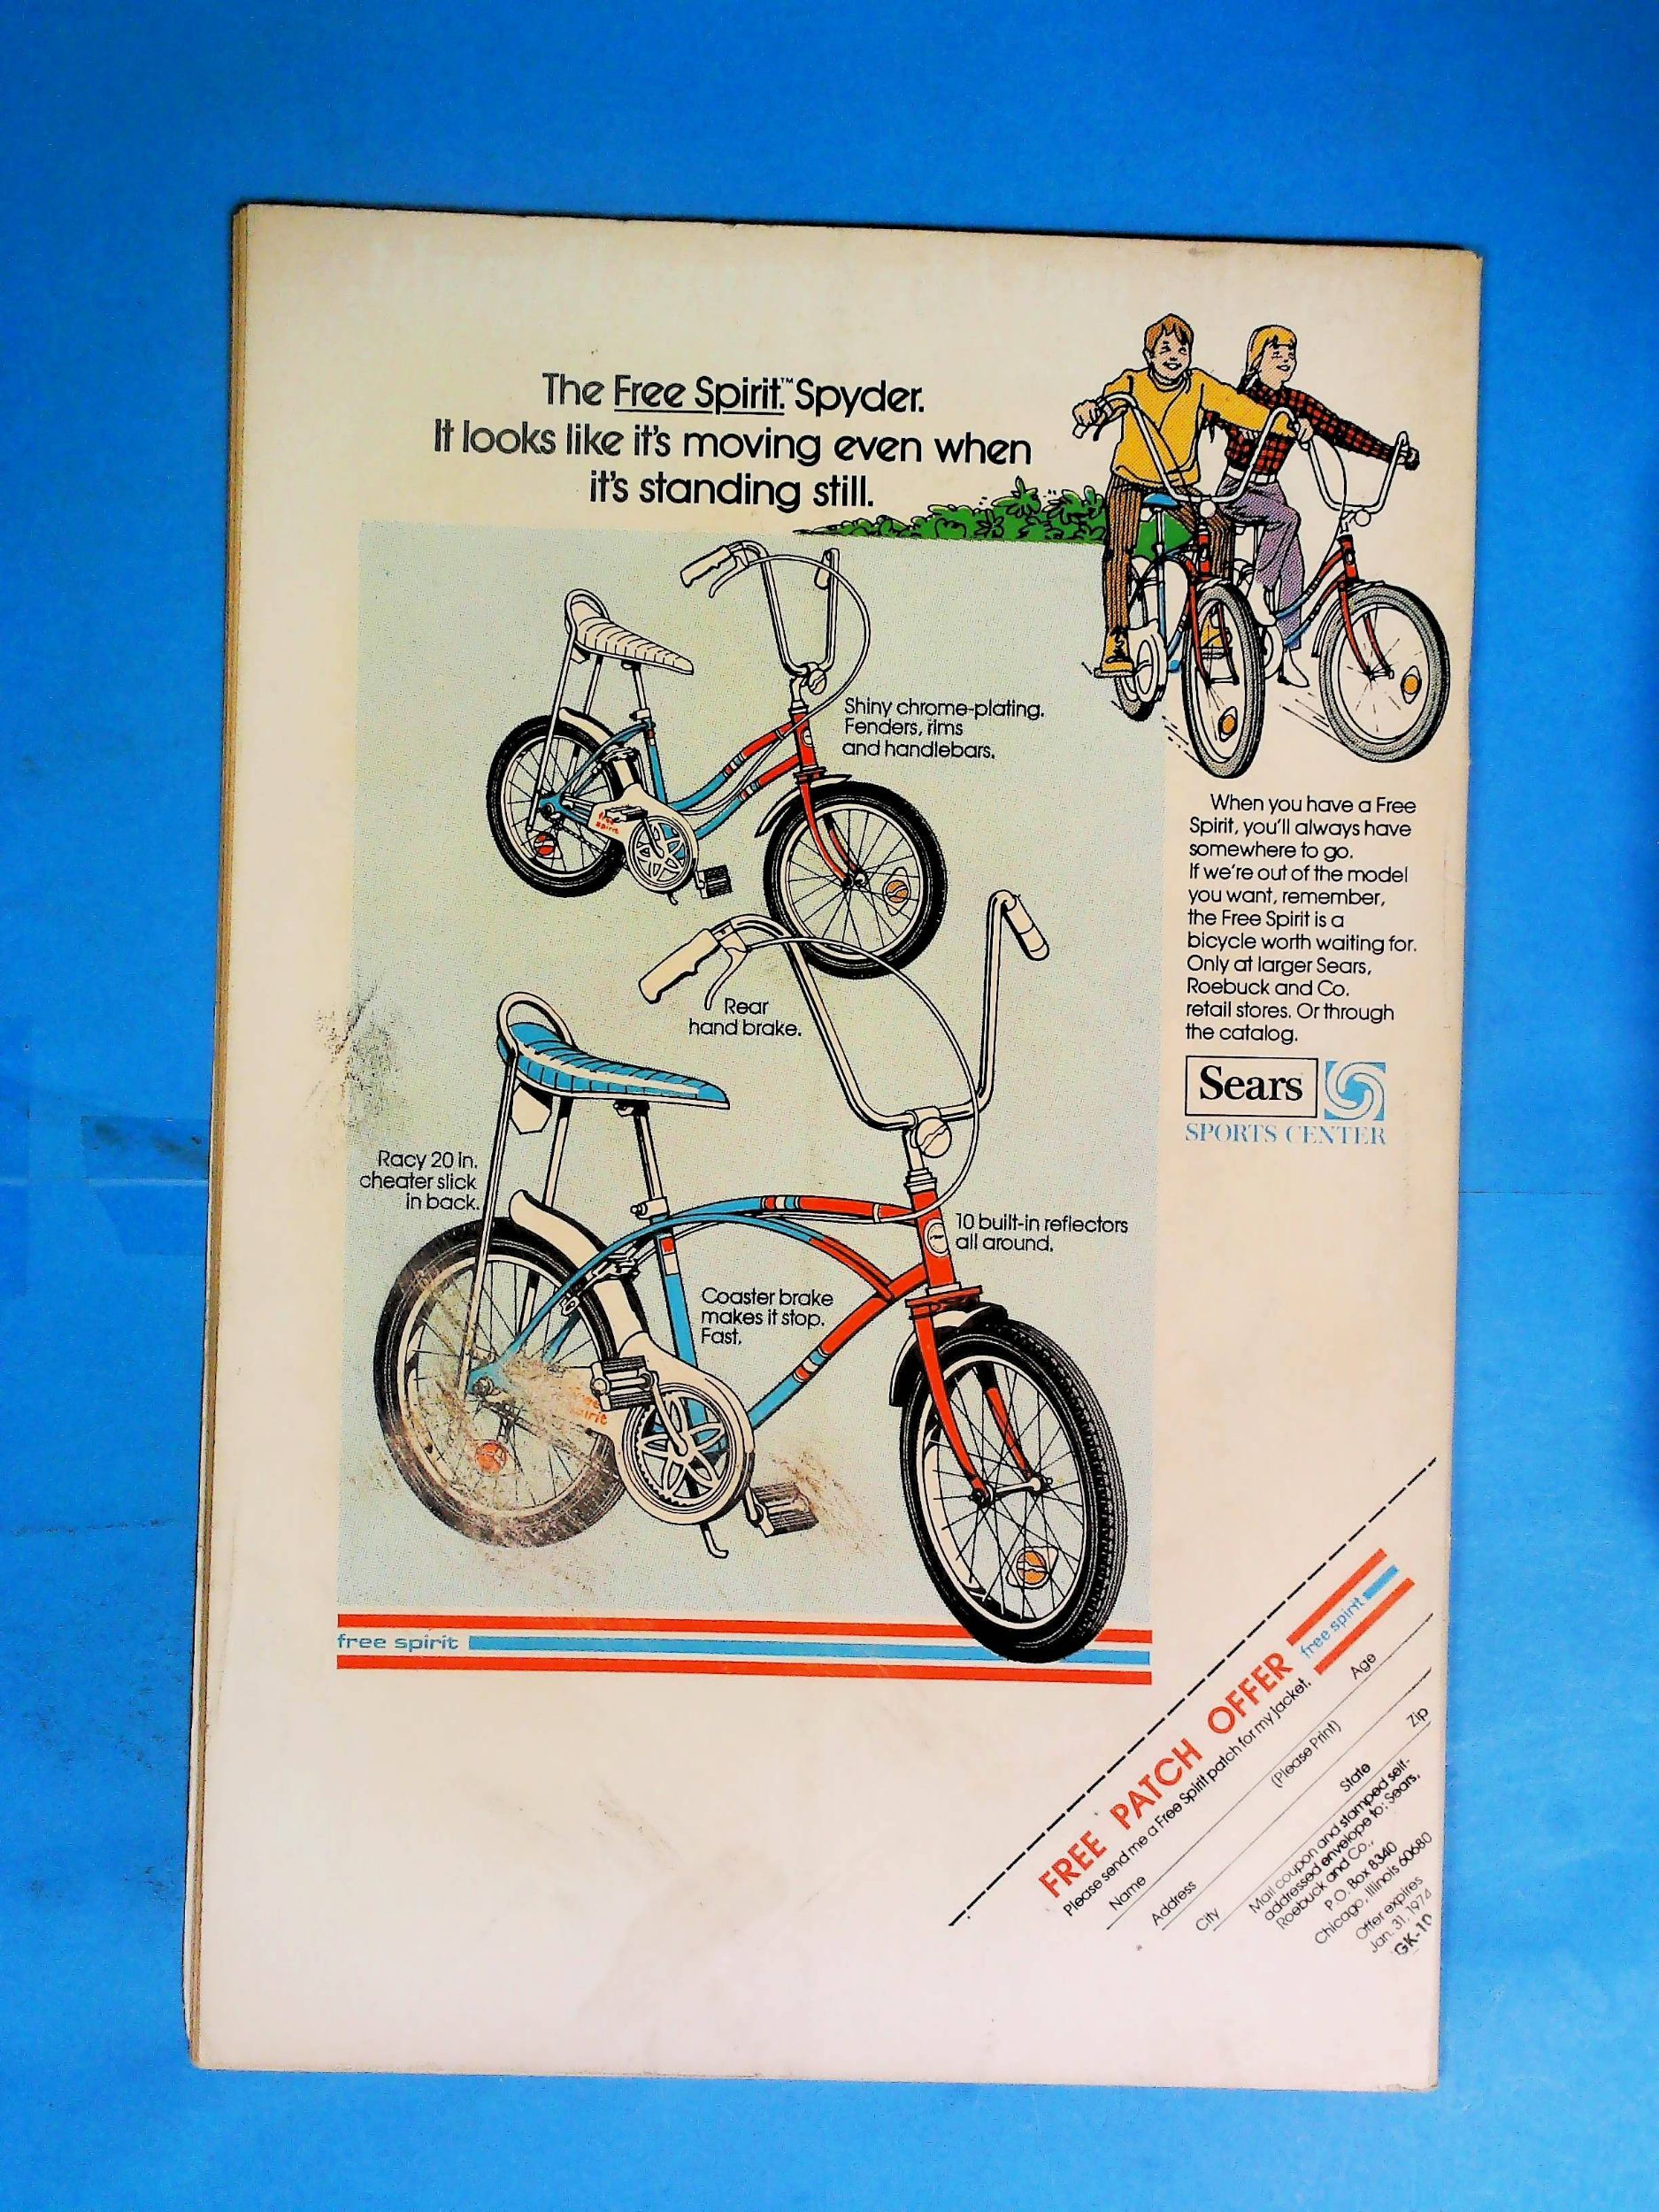 The Free Spirit.™ Spyder.
It looks like it's moving even when
it's standing still.
Shiny chrome-plating.
Fenders, rims
and handlebars.
free
spirit
Rear
hand brake.
Racy 20 in.
cheater slick
in back.
10 built-in reflectors
all around.
Coaster brake
makes it stop.
Fast.
free spirit
When you have a Free
Spirit, you'll always have
somewhere to go.
If we're out of the model
you want, remember,
the Free Spirit is a
bicycle worth waiting for.
Only at larger Sears,
Roebuck and Co.
retail stores. Or through
the catalog.
Sears
SPORTS CENTER
FREE PATCH OFFER
free spirit
Please send me a Free Spirit patch for my jacket.
Name
Age
(Please Print)
Address
City
State
Zip
Mail coupon and stamped self-
addressed envelope to: Sears,
Roebuck and Co.,
P.O. Box 8340
Chicago, Illinois 60680
Offer expires
Jan. 31, 1974
GK-10